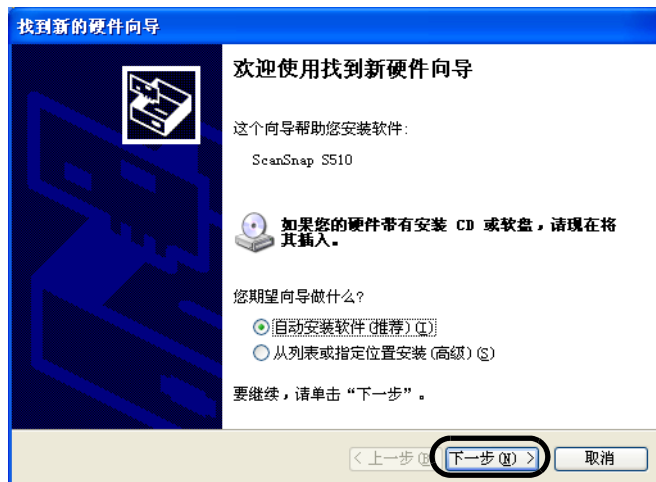 找到新的硬件向导
欢迎使用找到新硬件向导
这个向导帮助您安装软件:
ScanSnap S510
如果您的硬件带有安装 CD 或软盘，请现在将
其插入。
您期望向导做什么?
自动安装软件(推荐)(I)
从列表或指定位置安装(高级)(S)
要继续，请单击“下一步”。
< 上一步(B) 下一步(N) > 取消